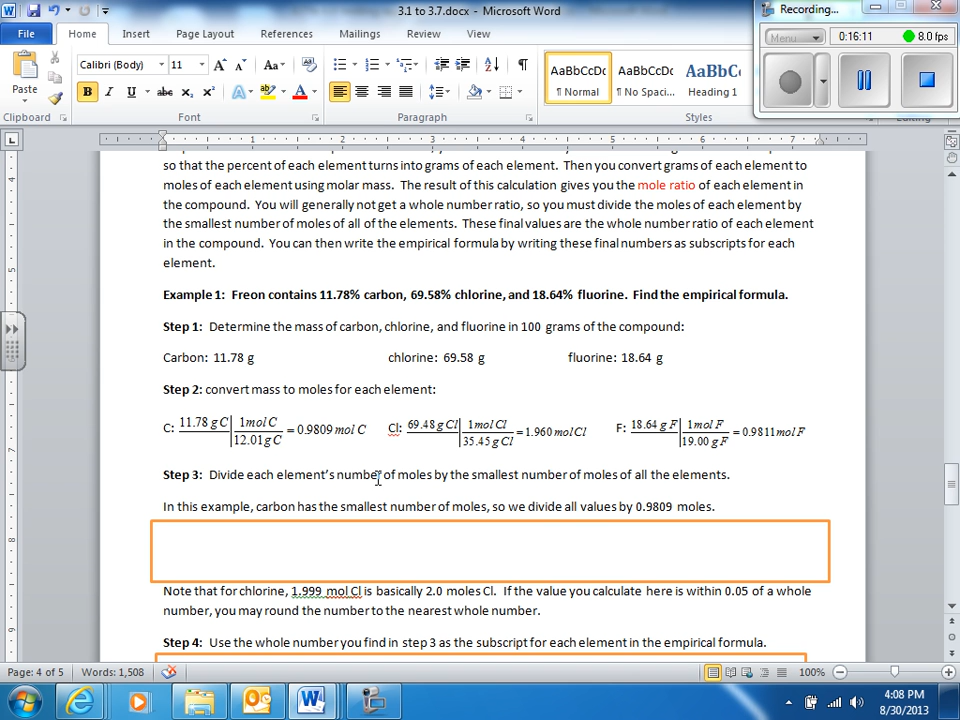 3.1 to 3.7.docx - Microsoft Word
Recording...
Menu
0:16:11
8.0 fps
File Home Insert Page Layout References Mailings Review View
Paste
Calibri (Body) 11
B I U abc X₂ X²
AaBbCcDc AaBbCcDc AaBbC
¶ Normal ¶ No Spaci... Heading 1
Clipboard Font Paragraph Styles
1 2 3 4 5 6 7
so that the percent of each element turns into grams of each element. Then you convert grams of each element to
moles of each element using molar mass. The result of this calculation gives you the mole ratio of each element in
the compound. You will generally not get a whole number ratio, so you must divide the moles of each element by
the smallest number of moles of all of the elements. These final values are the whole number ratio of each element
in the compound. You can then write the empirical formula by writing these final numbers as subscripts for each
element.
Example 1: Freon contains 11.78% carbon, 69.58% chlorine, and 18.64% fluorine. Find the empirical formula.
Step 1: Determine the mass of carbon, chlorine, and fluorine in 100 grams of the compound:
Carbon: 11.78 g chlorine: 69.58 g fluorine: 18.64 g
Step 2: convert mass to moles for each element:
C: 11.78 g C | 1mol C / 12.01g C = 0.9809 mol C Cl: 69.48 g Cl | 1mol Cl / 35.45 g Cl = 1.960 mol Cl F: 18.64 g F | 1mol F / 19.00 g F = 0.9811mol F
Step 3: Divide each element's number of moles by the smallest number of moles of all the elements.
In this example, carbon has the smallest number of moles, so we divide all values by 0.9809 moles.
Note that for chlorine, 1.999 mol Cl is basically 2.0 moles Cl. If the value you calculate here is within 0.05 of a whole
number, you may round the number to the nearest whole number.
Step 4: Use the whole number you find in step 3 as the subscript for each element in the empirical formula.
Page: 4 of 5 Words: 1,508 100%
4:08 PM
8/30/2013